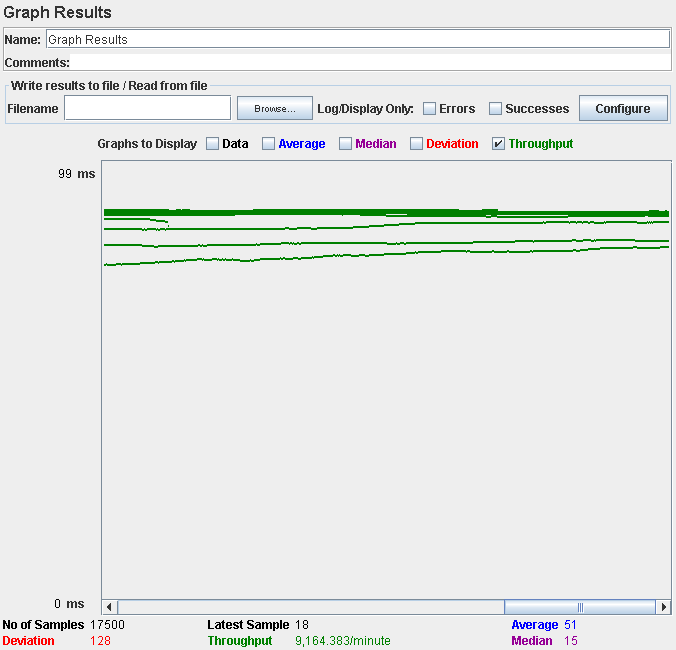 Graph Results
Name: Graph Results
Comments:
Write results to file / Read from file
Filename Browse... Log/Display Only: Errors Successes Configure
Graphs to Display Data Average Median Deviation Throughput
99 ms
0 ms
No of Samples 17500 Latest Sample 18 Average 51
Deviation 128 Throughput 9,164.383/minute Median 15